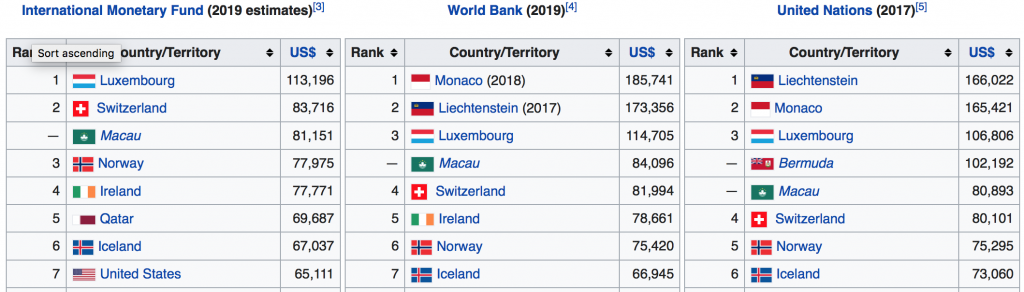 International Monetary Fund (2019 estimates)[3]
Rank Country/Territory US$
Sort ascending
1 Luxembourg 113,196
2 Switzerland 83,716
— Macau 81,151
3 Norway 77,975
4 Ireland 77,771
5 Qatar 69,687
6 Iceland 67,037
7 United States 65,111
World Bank (2019)[4]
Rank Country/Territory US$
1 Monaco (2018) 185,741
2 Liechtenstein (2017) 173,356
3 Luxembourg 114,705
— Macau 84,096
4 Switzerland 81,994
5 Ireland 78,661
6 Norway 75,420
7 Iceland 66,945
United Nations (2017)[5]
Rank Country/Territory US$
1 Liechtenstein 166,022
2 Monaco 165,421
3 Luxembourg 106,806
— Bermuda 102,192
— Macau 80,893
4 Switzerland 80,101
5 Norway 75,295
6 Iceland 73,060